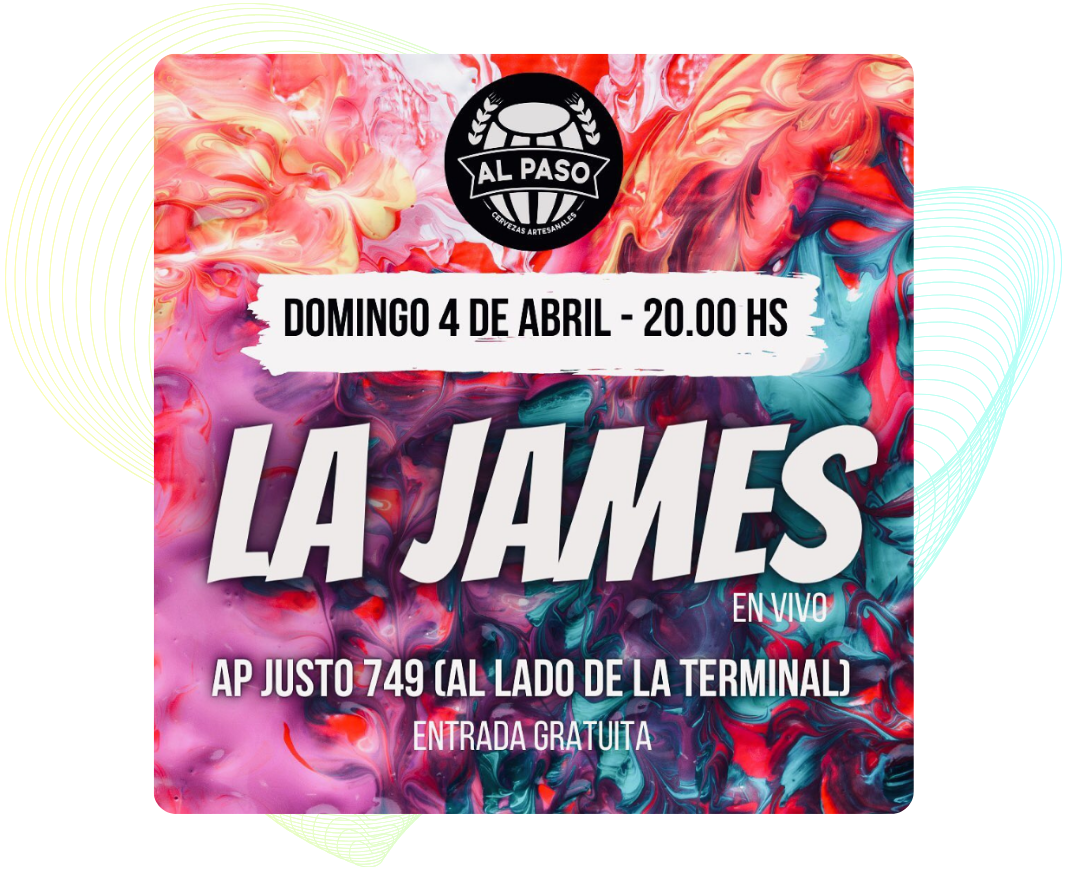 AL PASO
CERVEZAS ARTESANALES
DOMINGO 4 DE ABRIL - 20.00 HS
LA JAMES
EN VIVO
AP JUSTO 749 (AL LADO DE LA TERMINAL)
ENTRADA GRATUITA